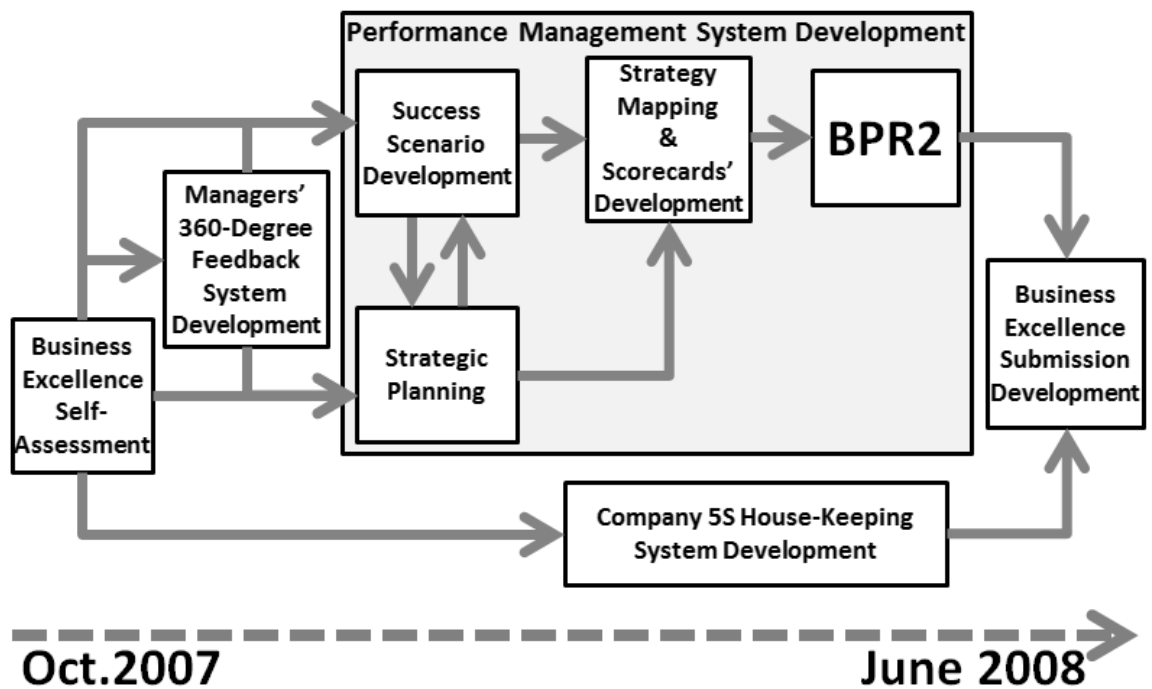 Performance Management System Development
Success
Scenario
Development
Strategy
Mapping
&
Scorecards'
Development
BPR2
Managers'
360-Degree
Feedback
System
Development
Strategic
Planning
Business
Excellence
Self-
Assessment
Business
Excellence
Submission
Development
Company 5S House-Keeping
System Development
Oct.2007
June 2008